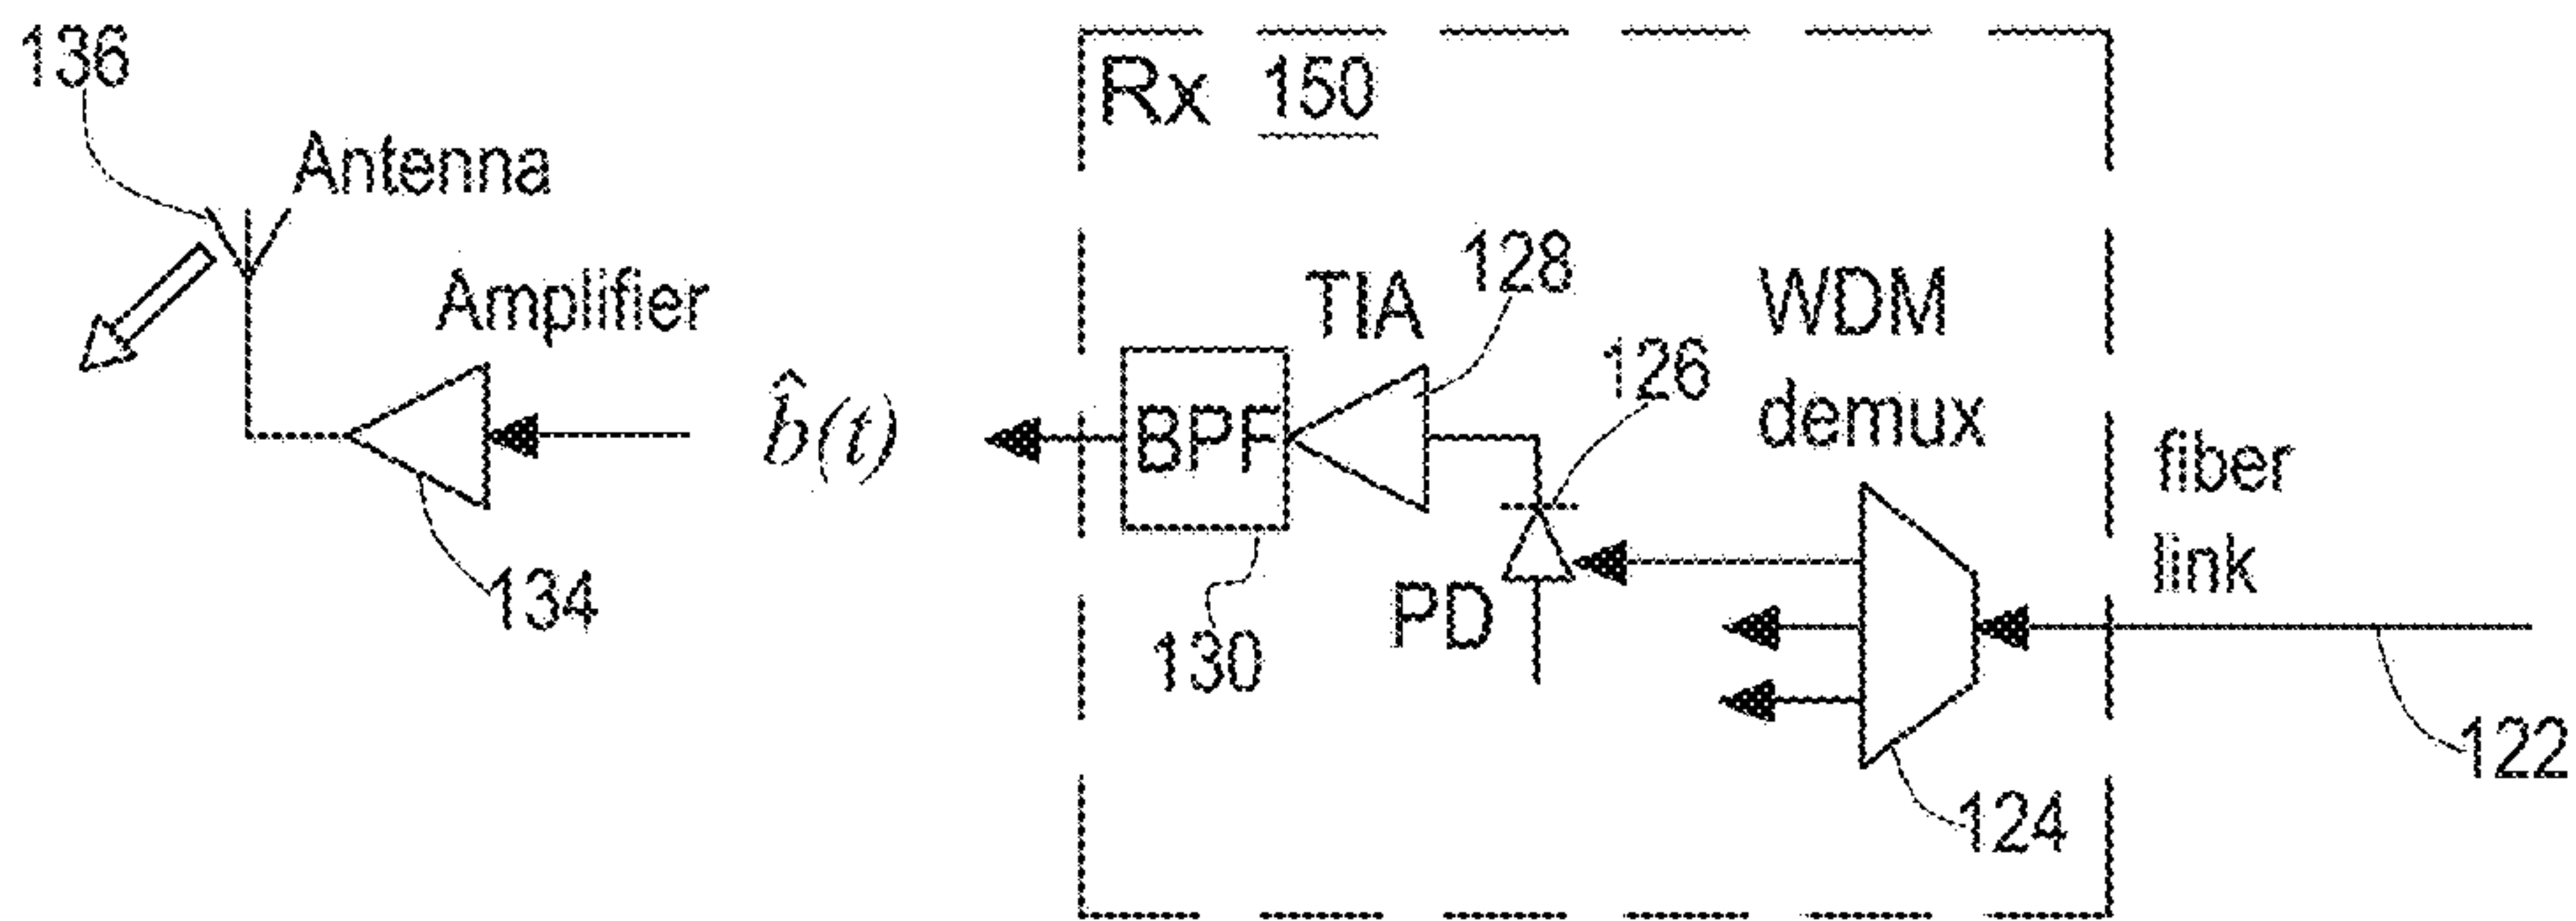 136
Antenna
Amplifier
134
b̂(t)
Rx 150
BPF
130
TIA
128
126
PD
WDM
demux
124
fiber
link
122